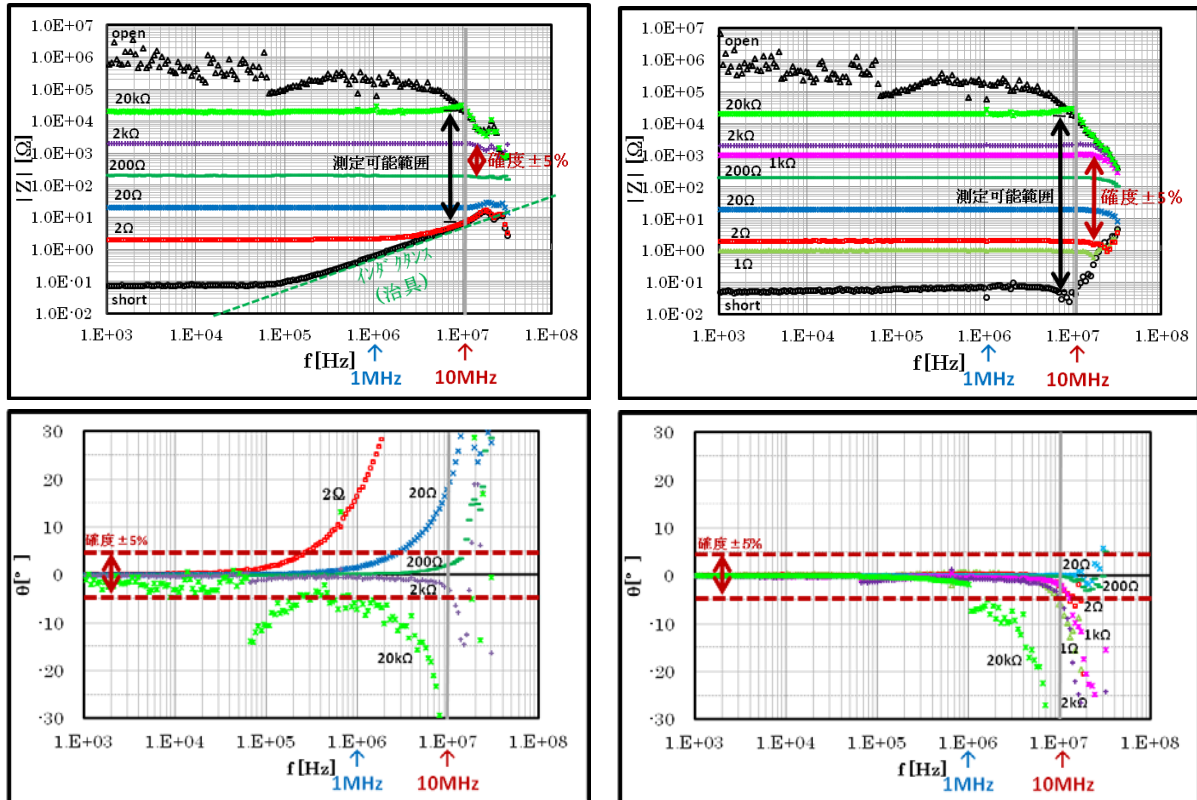 1.0E+07
1.0E+06
1.0E+05
1.0E+04
1.0E+03
1.0E+02
1.0E+01
1.0E+00
1.0E-01
1.0E-02
|Z| [Ω]
open
20kΩ
2kΩ
200Ω
20Ω
2Ω
short
測定可能範囲
確度±5%
インダクタンス
(治具)
1.E+03
1.E+04
1.E+05
1.E+06
1.E+07
1.E+08
f [Hz]
↑
1MHz
↑
10MHz
1.0E+07
1.0E+06
1.0E+05
1.0E+04
1.0E+03
1.0E+02
1.0E+01
1.0E+00
1.0E-01
1.0E-02
|Z| [Ω]
open
20kΩ
2kΩ
1kΩ
200Ω
20Ω
2Ω
1Ω
short
測定可能範囲
確度±5%
1.E+03
1.E+04
1.E+05
1.E+06
1.E+07
1.E+08
f [Hz]
↑
1MHz
↑
10MHz
30
20
10
0
-10
-20
-30
θ[°
確度±5%
2Ω
20Ω
200Ω
2kΩ
20kΩ
1.E+03
1.E+04
1.E+05
1.E+06
1.E+07
1.E+08
f [Hz]
↑
1MHz
↑
10MHz
30
20
10
0
-10
-20
-30
θ[°
確度±5%
20Ω
200Ω
2Ω
1kΩ
1Ω
20kΩ
2kΩ
1.E+03
1.E+04
1.E+05
1.E+06
1.E+07
1.E+08
f [Hz]
↑
1MHz
↑
10MHz